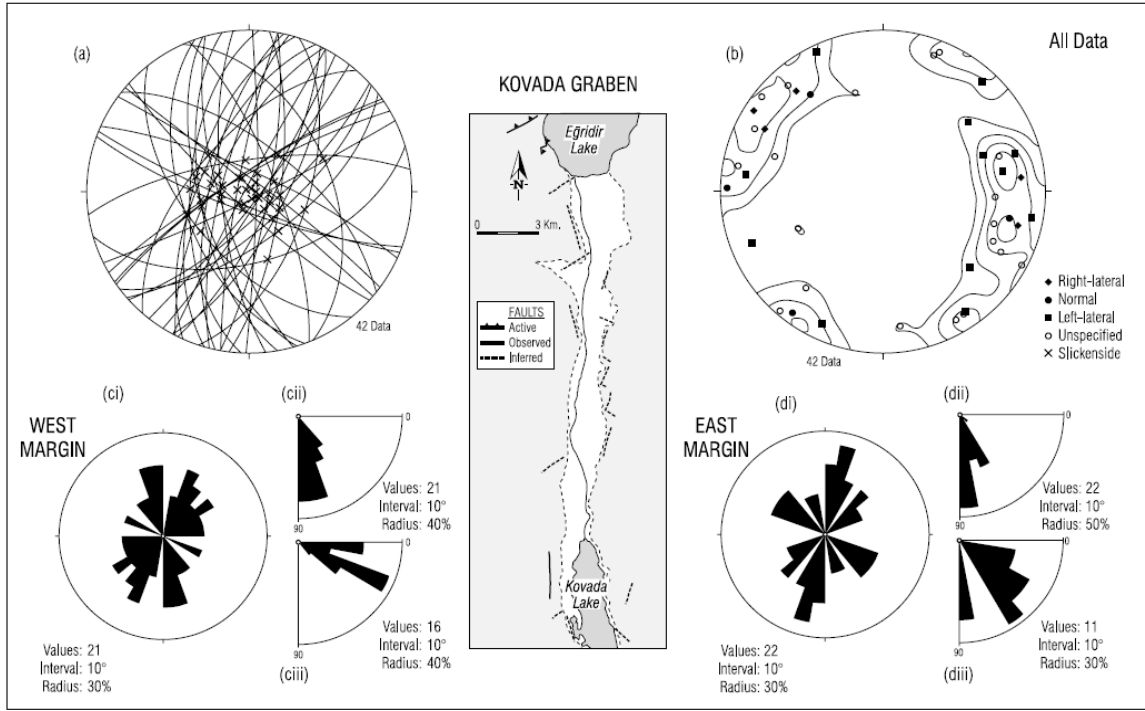 (a)
42 Data
KOVADA GRABEN
Eğridir
Lake
N
0 3 Km.
FAULTS
Active
Observed
Inferred
Kovada
Lake
(b)
All Data
Right-lateral
Normal
Left-lateral
Unspecified
Slickenside
42 Data
(ci)
WEST
MARGIN
Values: 21
Interval: 10°
Radius: 30%
(cii)
0
90
Values: 21
Interval: 10°
Radius: 40%
0
90
Values: 16
Interval: 10°
Radius: 40%
(ciii)
(di)
EAST
MARGIN
Values: 22
Interval: 10°
Radius: 30%
(dii)
0
90
Values: 22
Interval: 10°
Radius: 50%
0
90
Values: 11
Interval: 10°
Radius: 30%
(diii)